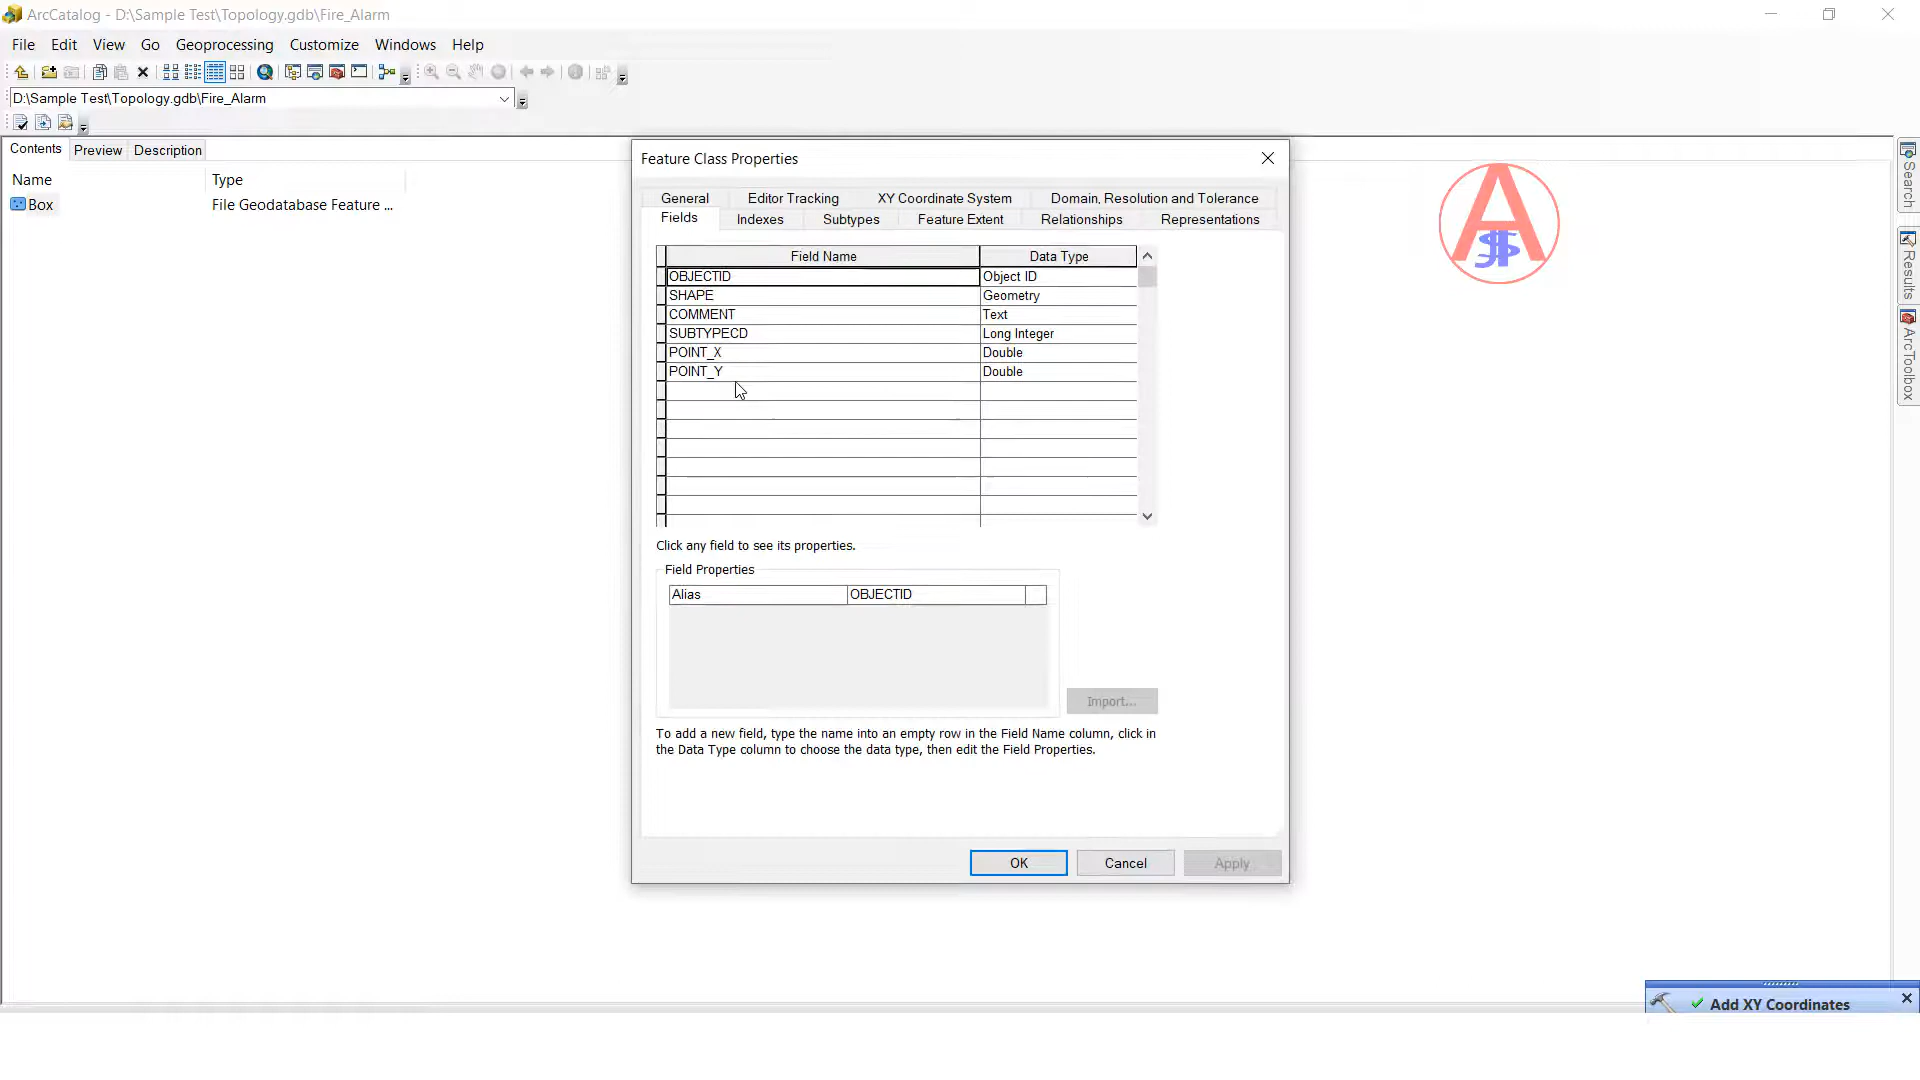 ArcCatalog - D:\Sample Test\Topology.gdb\Fire_Alarm
File Edit View Go Geoprocessing Customize Windows Help
D:\Sample Test\Topology.gdb\Fire_Alarm
Contents Preview Description
Name Type
Box File Geodatabase Feature ...
Feature Class Properties
General Editor Tracking XY Coordinate System Domain, Resolution and Tolerance
Fields Indexes Subtypes Feature Extent Relationships Representations
Field Name Data Type
OBJECTID Object ID
SHAPE Geometry
COMMENT Text
SUBTYPECD Long Integer
POINT_X Double
POINT_Y Double
Click any field to see its properties.
Field Properties
Alias OBJECTID
Import...
To add a new field, type the name into an empty row in the Field Name column, click in
the Data Type column to choose the data type, then edit the Field Properties.
OK Cancel Apply
Search
Results
ArcToolbox
Add XY Coordinates